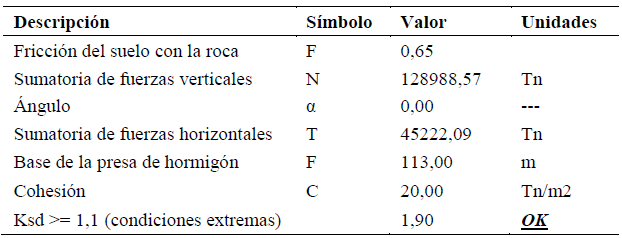 Descripción Símbolo Valor Unidades
Fricción del suelo con la roca F 0,65
Sumatoria de fuerzas verticales N 128988,57 Tn
Ángulo α 0,00 ---
Sumatoria de fuerzas horizontales T 45222,09 Tn
Base de la presa de hormigón F 113,00 m
Cohesión C 20,00 Tn/m2
Ksd >= 1,1 (condiciones extremas) 1,90 OK